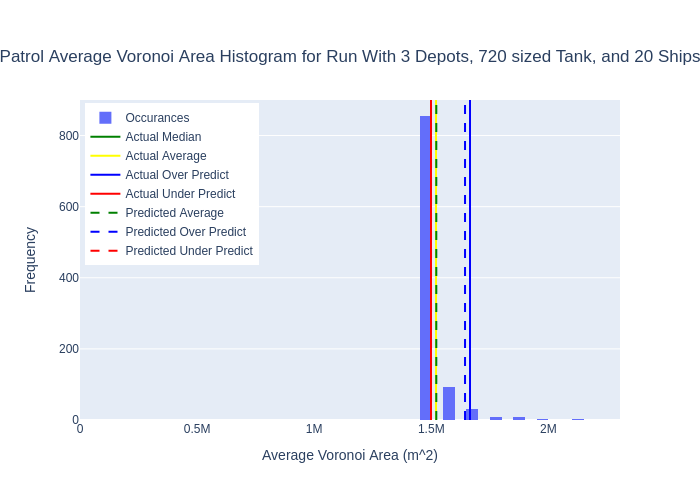 Patrol Average Voronoi Area Histogram for Run With 3 Depots, 720 sized Tank, and 20 Ships
Occurances
Actual Median
Actual Average
Actual Over Predict
Actual Under Predict
Predicted Average
Predicted Over Predict
Predicted Under Predict
Frequency
800
600
400
200
0
0 0.5M 1M 1.5M 2M
Average Voronoi Area (m^2)